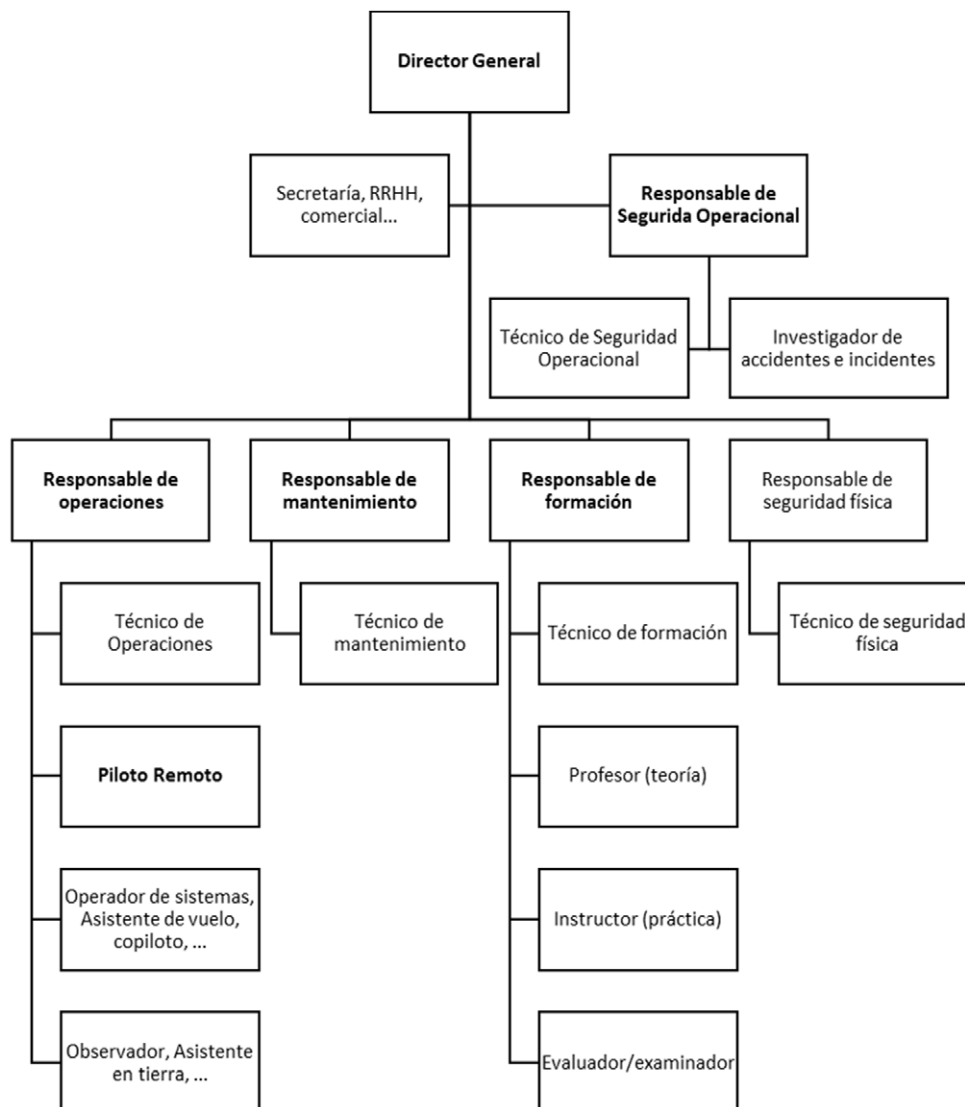 Director General
Secretaría, RRHH,
comercial...
Responsable de
Segurida Operacional
Técnico de Seguridad
Operacional
Investigador de
accidentes e incidentes
Responsable de
operaciones
Responsable de
mantenimiento
Responsable de
formación
Responsable de
seguridad física
Técnico de
Operaciones
Técnico de
mantenimiento
Técnico de formación
Técnico de seguridad
física
Piloto Remoto
Profesor (teoría)
Operador de sistemas,
Asistente de vuelo,
copiloto, ...
Instructor (práctica)
Observador, Asistente
en tierra, ...
Evaluador/examinador